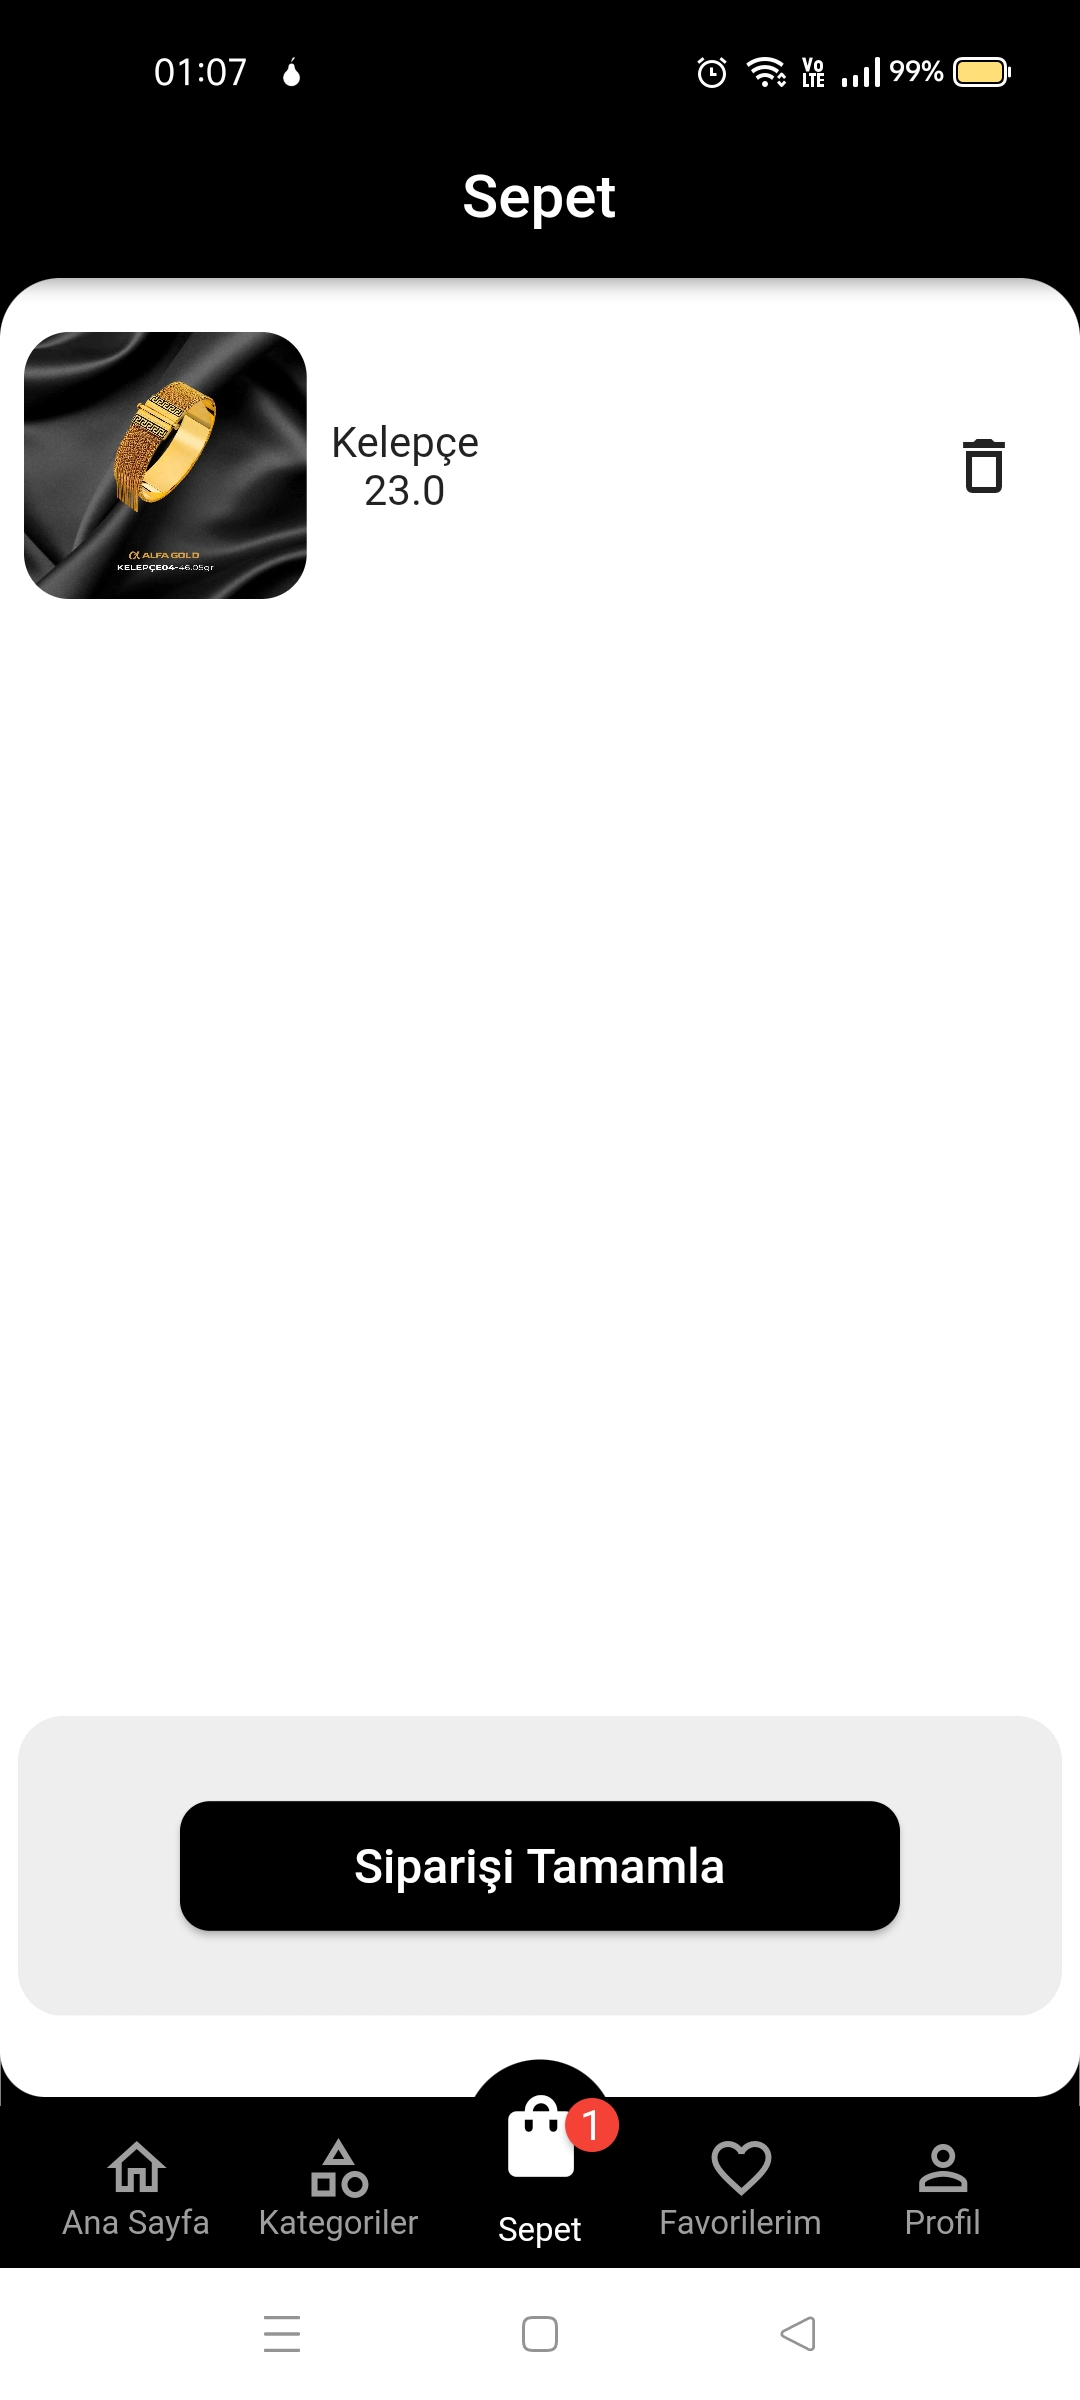 01:07
Vo
LTE
99%
Sepet
Kelepçe
23.0
ALFA GOLD
KELEPÇE04-46.05gr
Siparişi Tamamla
1
Ana Sayfa
Kategoriler
Sepet
Favorilerim
Profil